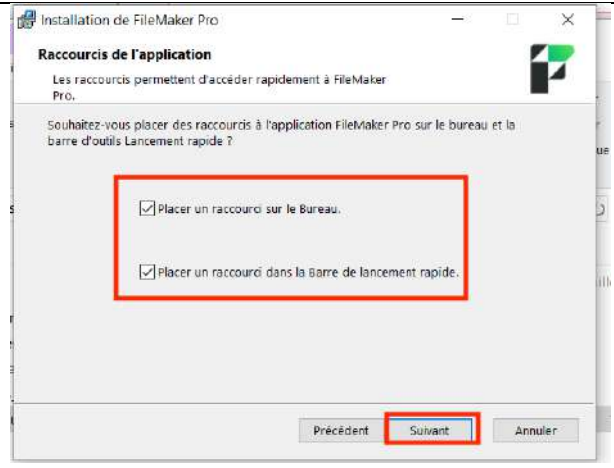 Installation de FileMaker Pro
Raccourcis de l'application
Les raccourcis permettent d'accéder rapidement à FileMaker
Pro.
Souhaitez-vous placer des raccourcis à l'application FileMaker Pro sur le bureau et la
barre d'outils Lancement rapide ?
Placer un raccourci sur le Bureau.
Placer un raccourci dans la Barre de lancement rapide.
Précédent Suivant Annuler